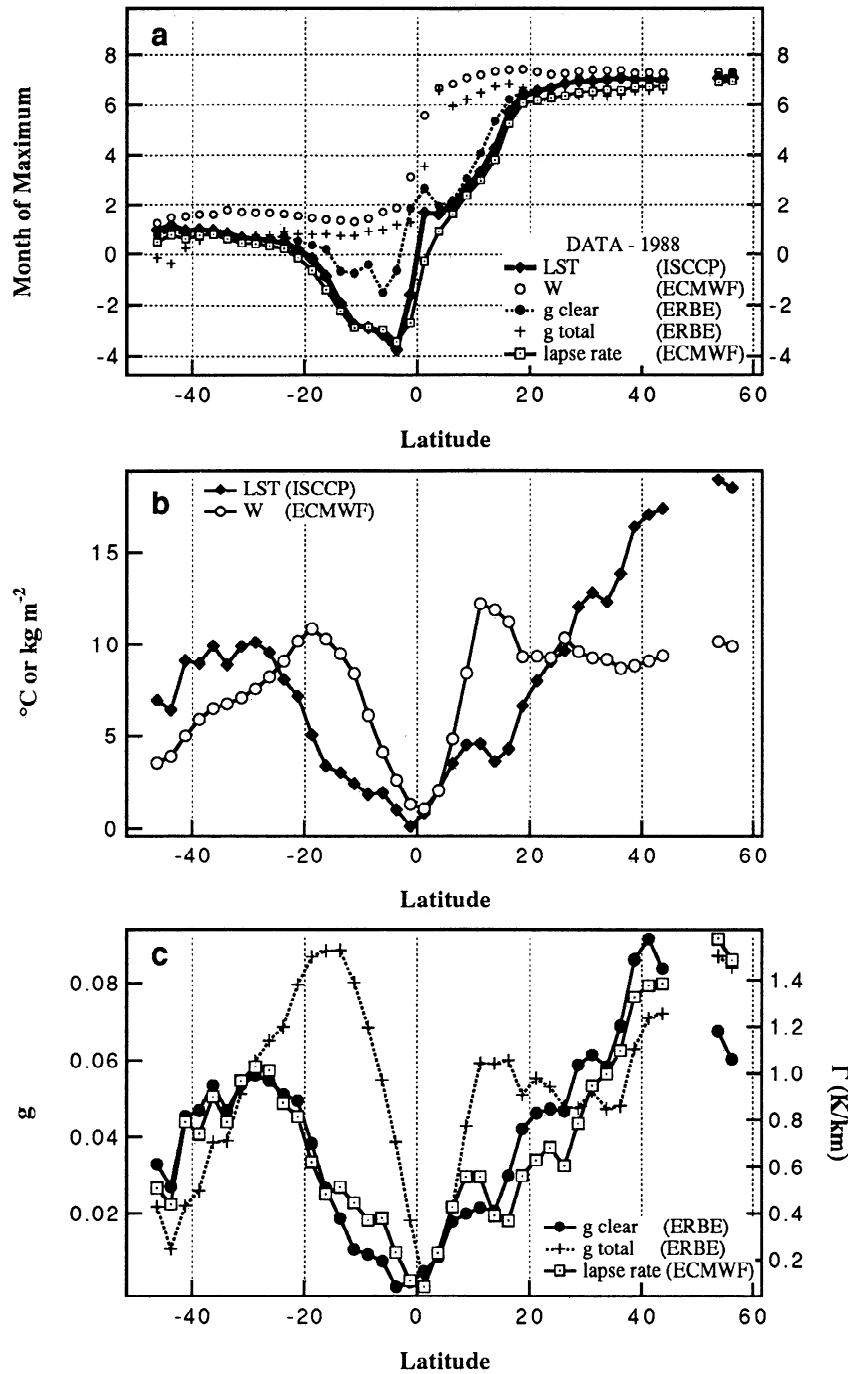 a
8
6
4
2
0
-2
-4
8
6
4
2
0
-2
-4
Month of Maximum
DATA - 1988
LST (ISCCP)
W (ECMWF)
g clear (ERBE)
g total (ERBE)
lapse rate (ECMWF)
-40 -20 0 20 40 60
Latitude
b
LST (ISCCP)
W (ECMWF)
15
10
5
0
°C or kg m-2
-40 -20 0 20 40 60
Latitude
c
0.08
0.06
0.04
0.02
g
1.4
1.2
1.0
0.8
0.6
0.4
0.2
Γ (K/km)
g clear (ERBE)
g total (ERBE)
lapse rate (ECMWF)
-40 -20 0 20 40 60
Latitude